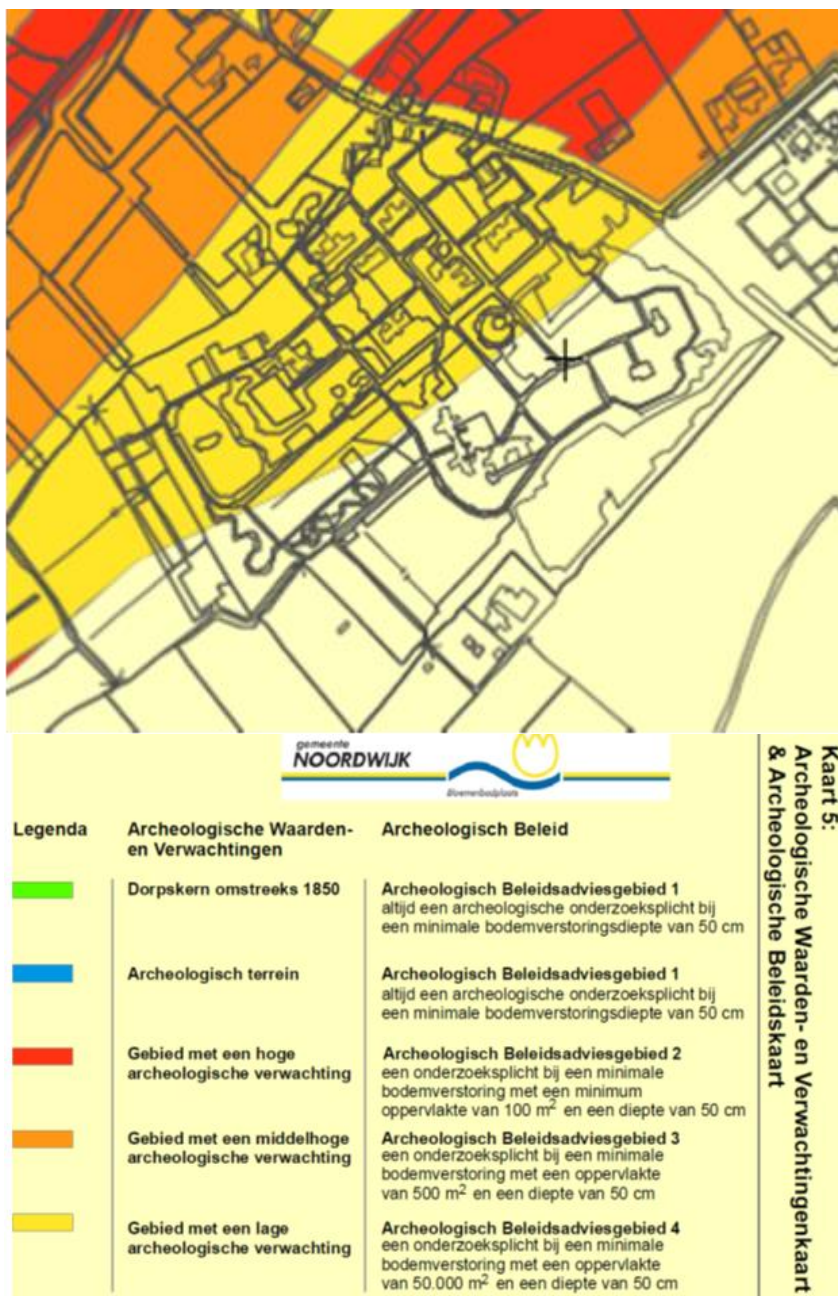 gemeente
NOORDWIJK
Bloemenbadplaats
Kaart 5:
Archeologische Waarden- en Verwachtingenkaart
& Archeologische Beleidskaart
Legenda
Archeologische Waarden-
en Verwachtingen
Archeologisch Beleid
Dorpskern omstreeks 1850
Archeologisch Beleidsadviesgebied 1
altijd een archeologische onderzoeksplicht bij
een minimale bodemverstoringsdiepte van 50 cm
Archeologisch terrein
Archeologisch Beleidsadviesgebied 1
altijd een archeologische onderzoeksplicht bij
een minimale bodemverstoringsdiepte van 50 cm
Gebied met een hoge
archeologische verwachting
Archeologisch Beleidsadviesgebied 2
een onderzoeksplicht bij een minimale
bodemverstoring met een minimum
oppervlakte van 100 m² en een diepte van 50 cm
Gebied met een middelhoge
archeologische verwachting
Archeologisch Beleidsadviesgebied 3
een onderzoeksplicht bij een minimale
bodemverstoring met een oppervlakte
van 500 m² en een diepte van 50 cm
Gebied met een lage
archeologische verwachting
Archeologisch Beleidsadviesgebied 4
een onderzoeksplicht bij een minimale
bodemverstoring met een oppervlakte
van 50.000 m² en een diepte van 50 cm